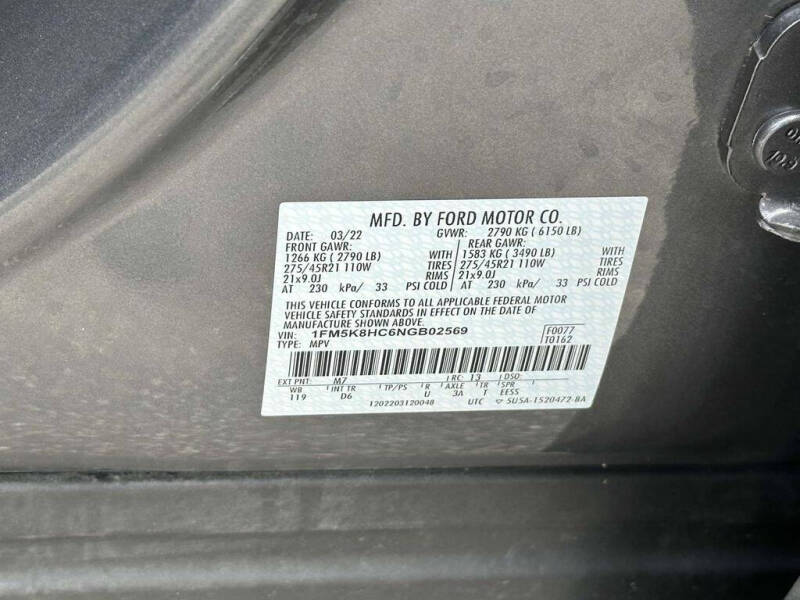 MFD. BY FORD MOTOR CO.
DATE: 03/22 GVWR: 2790 KG ( 6150 LB)
FRONT GAWR: REAR GAWR:
1266 KG ( 2790 LB) WITH 1583 KG ( 3490 LB) WITH
275/45R21 110W TIRES 275/45R21 110W TIRES
21x9.0J RIMS 21x9.0J RIMS
AT 230 kPa/ 33 PSI COLD AT 230 kPa/ 33 PSI COLD
THIS VEHICLE CONFORMS TO ALL APPLICABLE FEDERAL MOTOR
VEHICLE SAFETY STANDARDS IN EFFECT ON THE DATE OF
MANUFACTURE SHOWN ABOVE.
VIN: 1FM5K8HC6NGB02569 F0077
TYPE: MPV T0162
EXT PNT: M7 RC: 13 DSO:
WB INT TR TP/PS R AXLE TR SPR
119 D6 U 3A T EESS
1202203120048 UTC 5U5A-1520472-BA
10.9